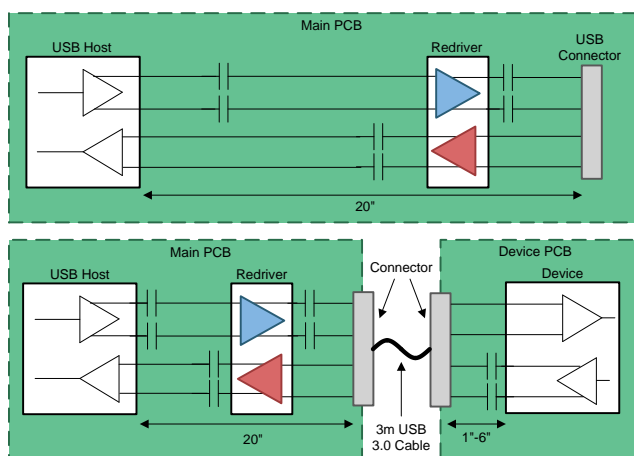 Main PCB
USB Host
Redriver
USB
Connector
20"
Main PCB
Device PCB
USB Host
Redriver
Connector
Device
20"
3m USB
3.0 Cable
1"-6"